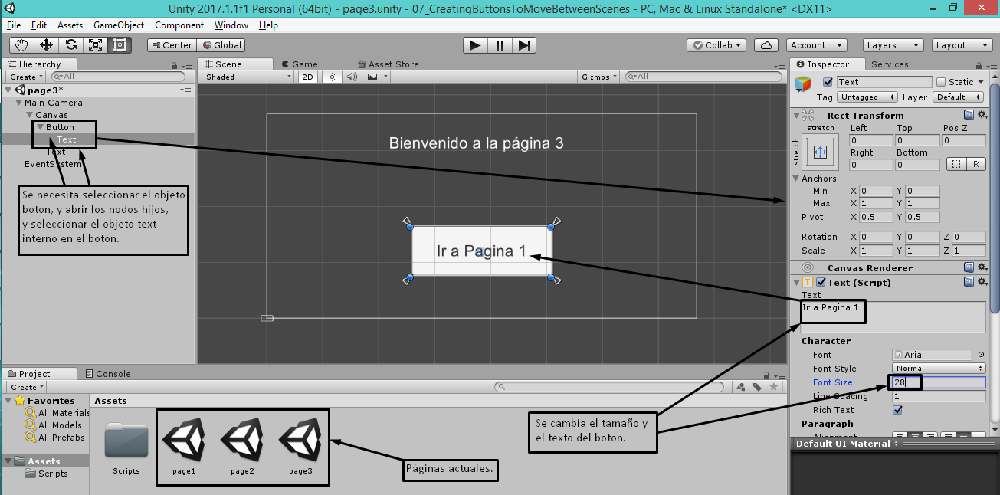 Unity 2017.1.1f1 Personal (64bit) - page3.unity - 07_CreatingButtonsToMoveBetweenScenes - PC, Mac & Linux Standalone* <DX11>
File Edit Assets GameObject Component Window Help
Center Global Collab Account Layers Layout
Hierarchy
Create All
page3*
Main Camera
Canvas
Button
Text
Text
EventSystem
Se necesita seleccionar el objeto
boton, y abrir los nodos hijos,
y seleccionar el objeto text
interno en el boton.
Scene Game Asset Store
Shaded 2D Gizmos All
Bienvenido a la página 3
Ir a Pagina 1
Inspector Services
Text Static
Tag Untagged Layer Default
Rect Transform
stretch Left Top Pos Z
stretch 0 0 0
Right Bottom
0 0 R
Anchors
Min X 0 Y 0
Max X 1 Y 1
Pivot X 0.5 Y 0.5
Rotation X 0 Y 0 Z 0
Scale X 1 Y 1 Z 1
Canvas Renderer
T Text (Script)
Text
Ir a Pagina 1
Character
Font Arial
Font Style Normal
Font Size 28
Line Spacing 1
Rich Text
Paragraph
Alignment
Default UI Material
Project Console
Create
Favorites
All Materials
All Models
All Prefabs
Assets
Scripts
Assets
Scripts page1 page2 page3
Páginas actuales.
Se cambia el tamaño y
el texto del boton.